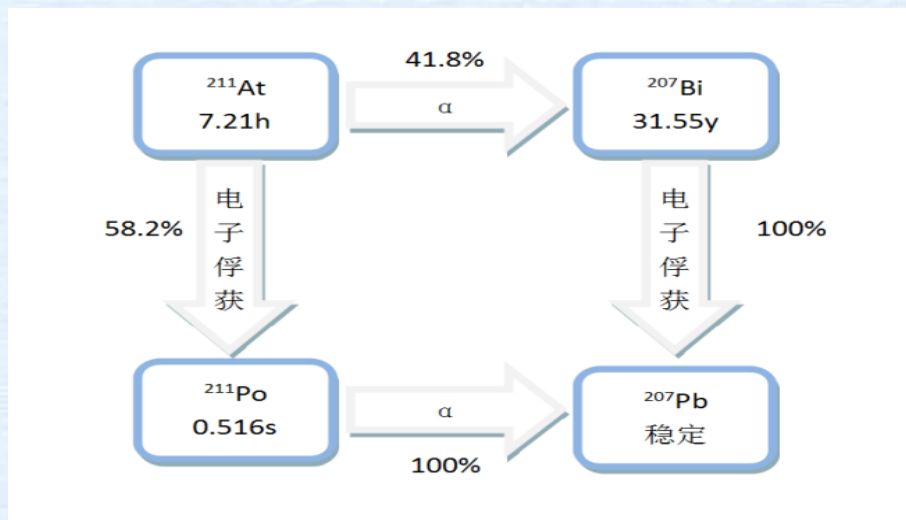 41.8%
²¹¹At
7.21h
α
²⁰⁷Bi
31.55y
58.2%
电
子
俘
获
电
子
俘
获
100%
²¹¹Po
0.516s
α
100%
²⁰⁷Pb
稳定